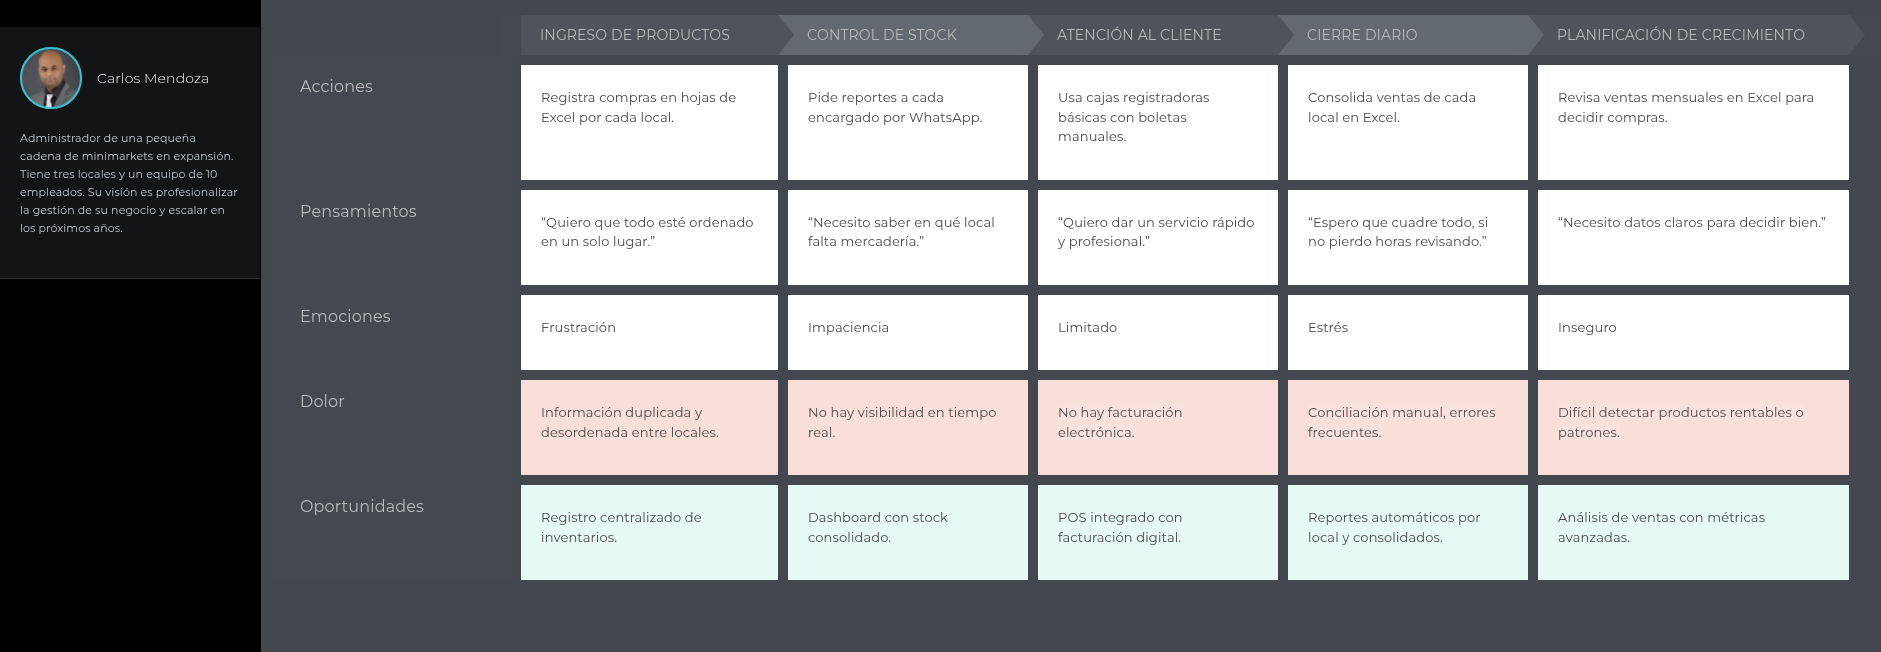 Carlos Mendoza
Administrador de una pequeña
cadena de minimarkets en expansión.
Tiene tres locales y un equipo de 10
empleados. Su visión es profesionalizar
la gestión de su negocio y escalar en
los próximos años.
INGRESO DE PRODUCTOS
CONTROL DE STOCK
ATENCIÓN AL CLIENTE
CIERRE DIARIO
PLANIFICACIÓN DE CRECIMIENTO
Acciones
Registra compras en hojas de
Excel por cada local.
Pide reportes a cada
encargado por WhatsApp.
Usa cajas registradoras
básicas con boletas
manuales.
Consolida ventas de cada
local en Excel.
Revisa ventas mensuales en Excel para
decidir compras.
Pensamientos
“Quiero que todo esté ordenado
en un solo lugar.”
“Necesito saber en qué local
falta mercadería.”
“Quiero dar un servicio rápido
y profesional.”
“Espero que cuadre todo, si
no pierdo horas revisando.”
“Necesito datos claros para decidir bien.”
Emociones
Frustración
Impaciencia
Limitado
Estrés
Inseguro
Dolor
Información duplicada y
desordenada entre locales.
No hay visibilidad en tiempo
real.
No hay facturación
electrónica.
Conciliación manual, errores
frecuentes.
Difícil detectar productos rentables o
patrones.
Oportunidades
Registro centralizado de
inventarios.
Dashboard con stock
consolidado.
POS integrado con
facturación digital.
Reportes automáticos por
local y consolidados.
Análisis de ventas con métricas
avanzadas.